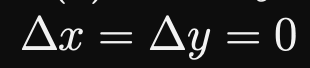 Δx = Δy = 0